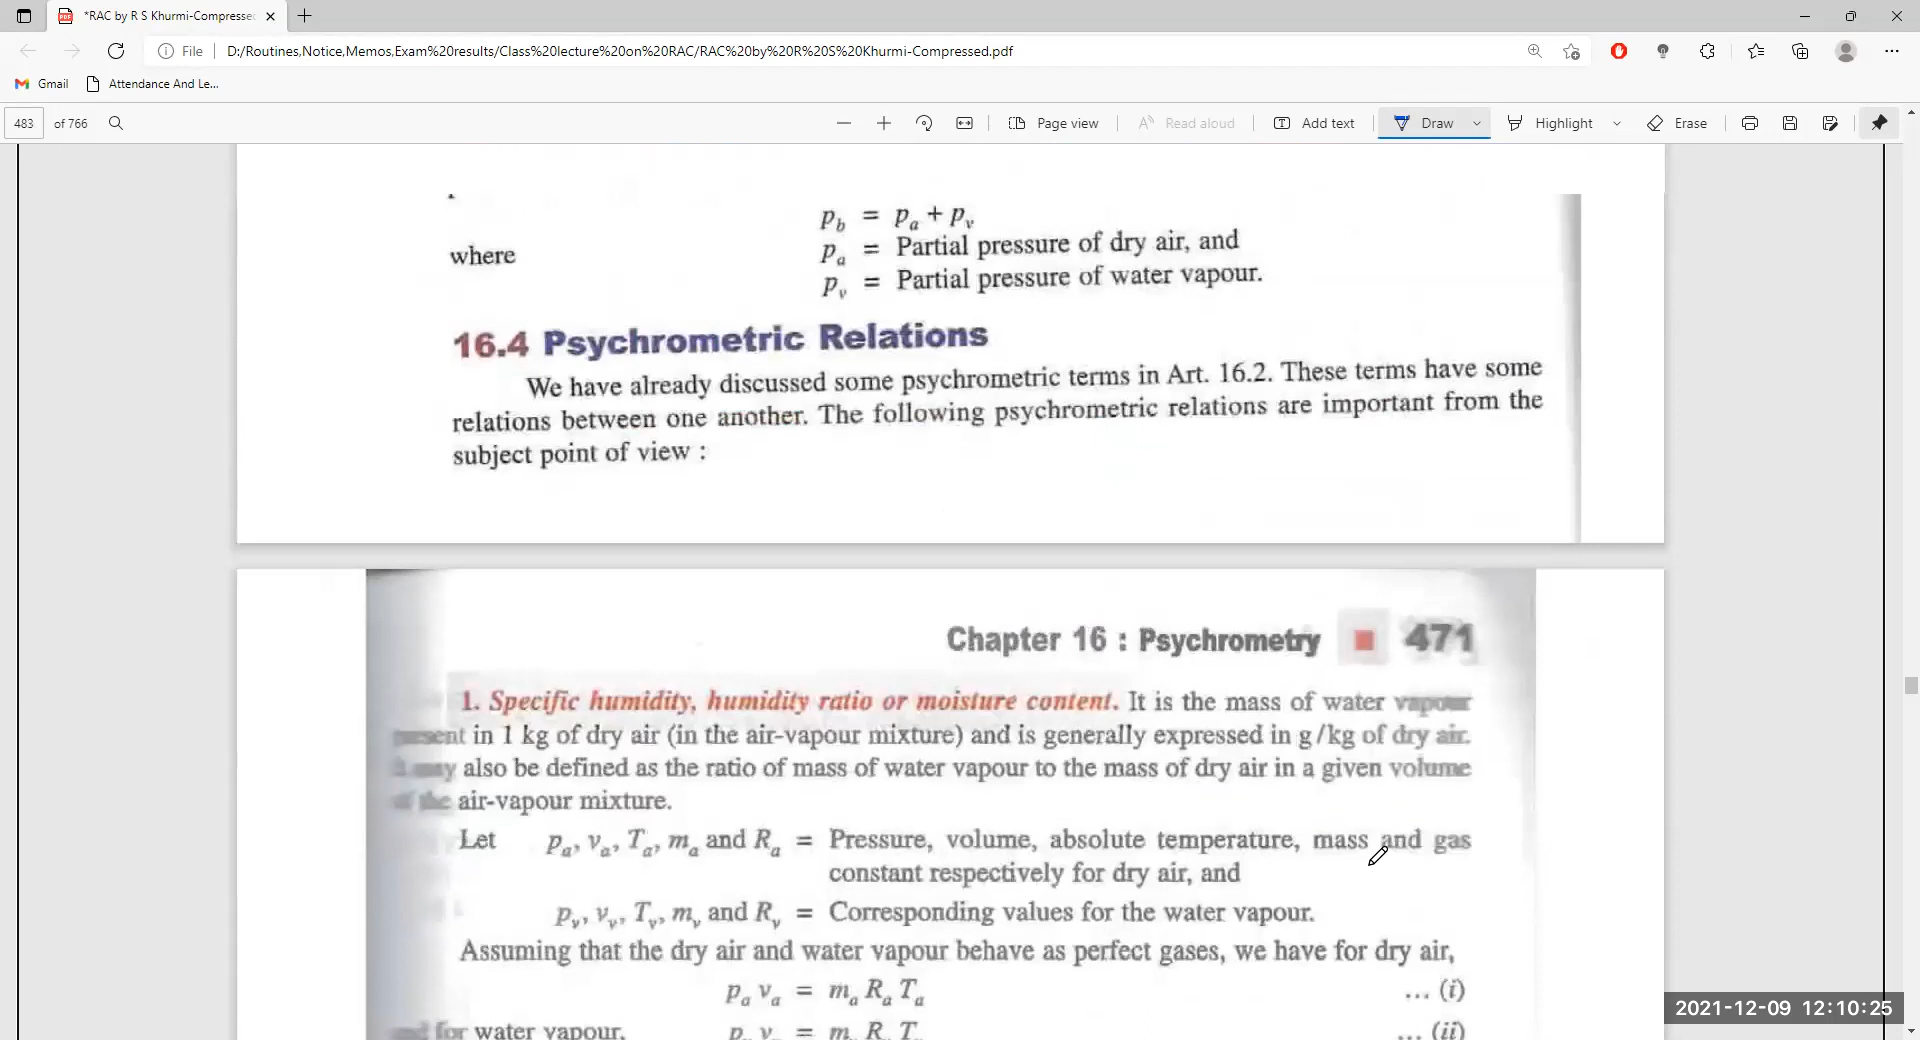 *RAC by R S Khurmi-Compressed
File D:/Routines,Notice,Memos,Exam%20results/Class%20lecture%20on%20RAC/RAC%20by%20R%20S%20Khurmi-Compressed.pdf
Gmail Attendance And Le...
483 of 766 Page view Read aloud Add text Draw Highlight Erase
p_b = p_a + p_v
where p_a = Partial pressure of dry air, and
p_v = Partial pressure of water vapour.
16.4 Psychrometric Relations
We have already discussed some psychrometric terms in Art. 16.2. These terms have some
relations between one another. The following psychrometric relations are important from the
subject point of view :
Chapter 16 : Psychrometry 471
1. Specific humidity, humidity ratio or moisture content. It is the mass of water vapour
present in 1 kg of dry air (in the air-vapour mixture) and is generally expressed in g/kg of dry air.
may also be defined as the ratio of mass of water vapour to the mass of dry air in a given volume
of the air-vapour mixture.
Let p_a, v_a, T_a, m_a and R_a = Pressure, volume, absolute temperature, mass and gas
constant respectively for dry air, and
p_v, v_v, T_v, m_v and R_v = Corresponding values for the water vapour.
Assuming that the dry air and water vapour behave as perfect gases, we have for dry air,
p_a v_a = m_a R_a T_a ... (i)
and for water vapour, p v = m R T ... (ii)
2021-12-09 12:10:25